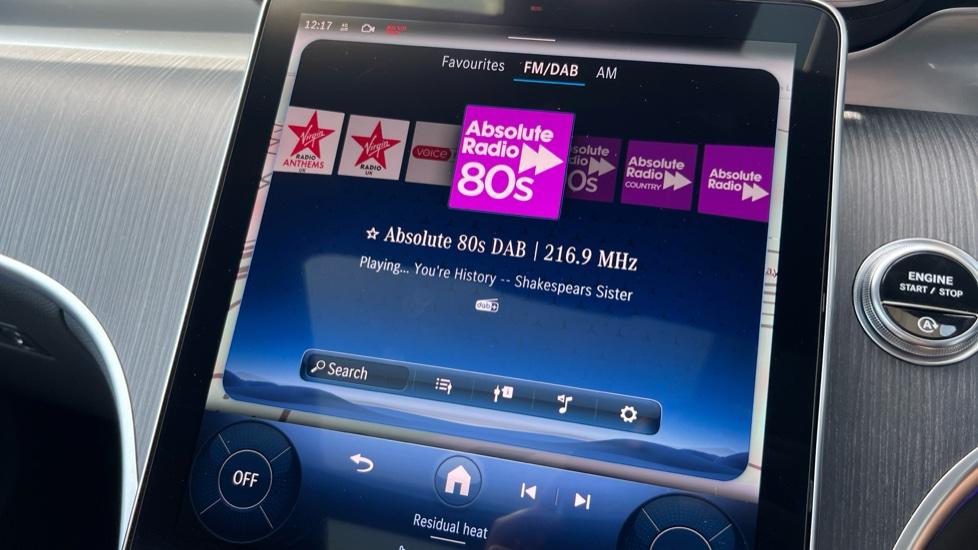 12:17
Favourites FM/DAB AM
Virgin RADIO ANTHEMS UK
Virgin RADIO UK
VOICE
Absolute Radio 80s
Absolute Radio COUNTRY
Absolute Radio
☆ Absolute 80s DAB | 216.9 MHz
Playing... You're History -- Shakespears Sister
dab+
Search
OFF
Residual heat
ENGINE
START / STOP
A